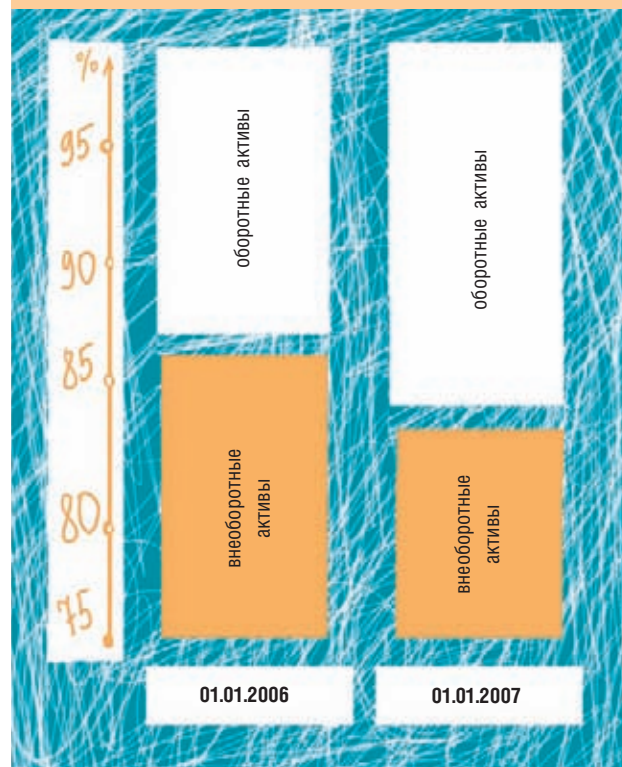 %
95
90
85
80
75
оборотные активы
внеоборотные
активы
01.01.2006
оборотные активы
внеоборотные
активы
01.01.2007